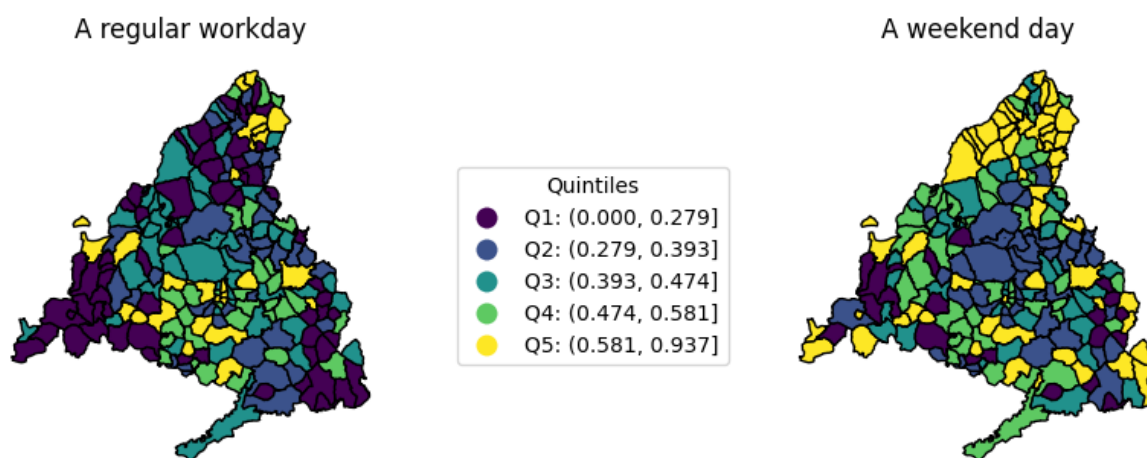 A regular workday
A weekend day
Quintiles
Q1: (0.000, 0.279]
Q2: (0.279, 0.393]
Q3: (0.393, 0.474]
Q4: (0.474, 0.581]
Q5: (0.581, 0.937]